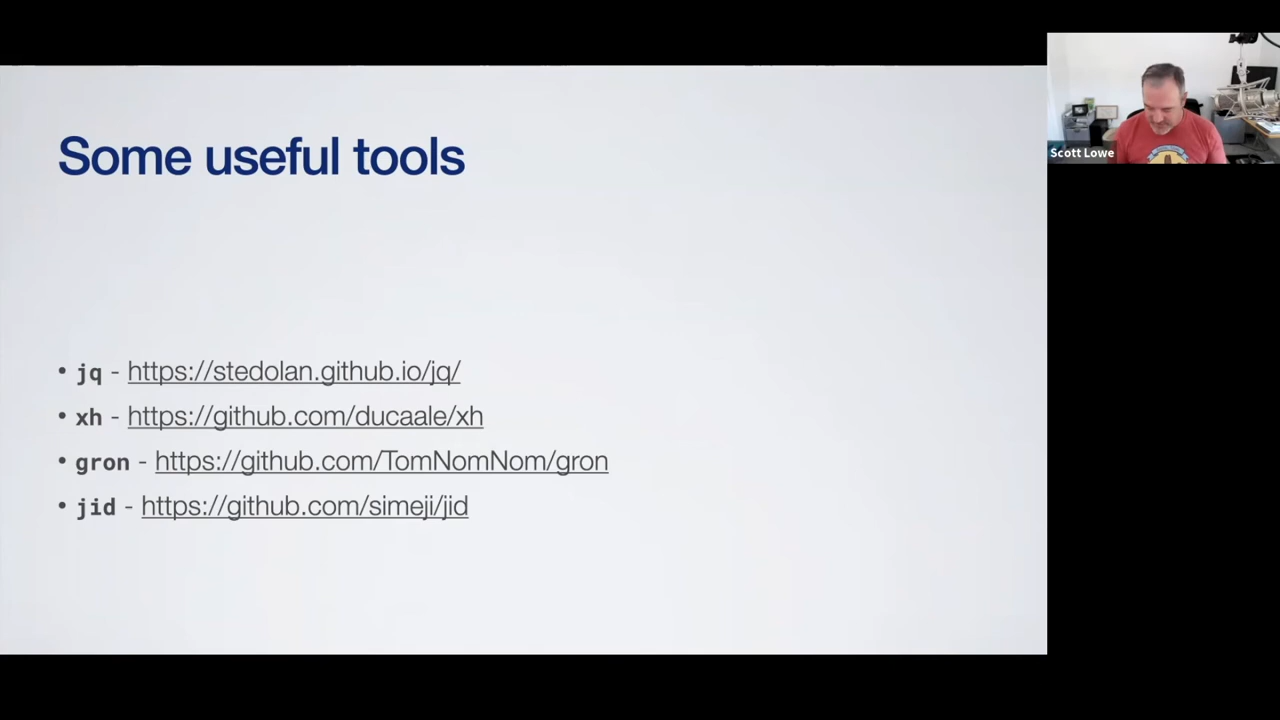 Some useful tools
• jq - https://stedolan.github.io/jq/
• xh - https://github.com/ducaale/xh
• gron - https://github.com/TomNomNom/gron
• jid - https://github.com/simeji/jid
Scott Lowe